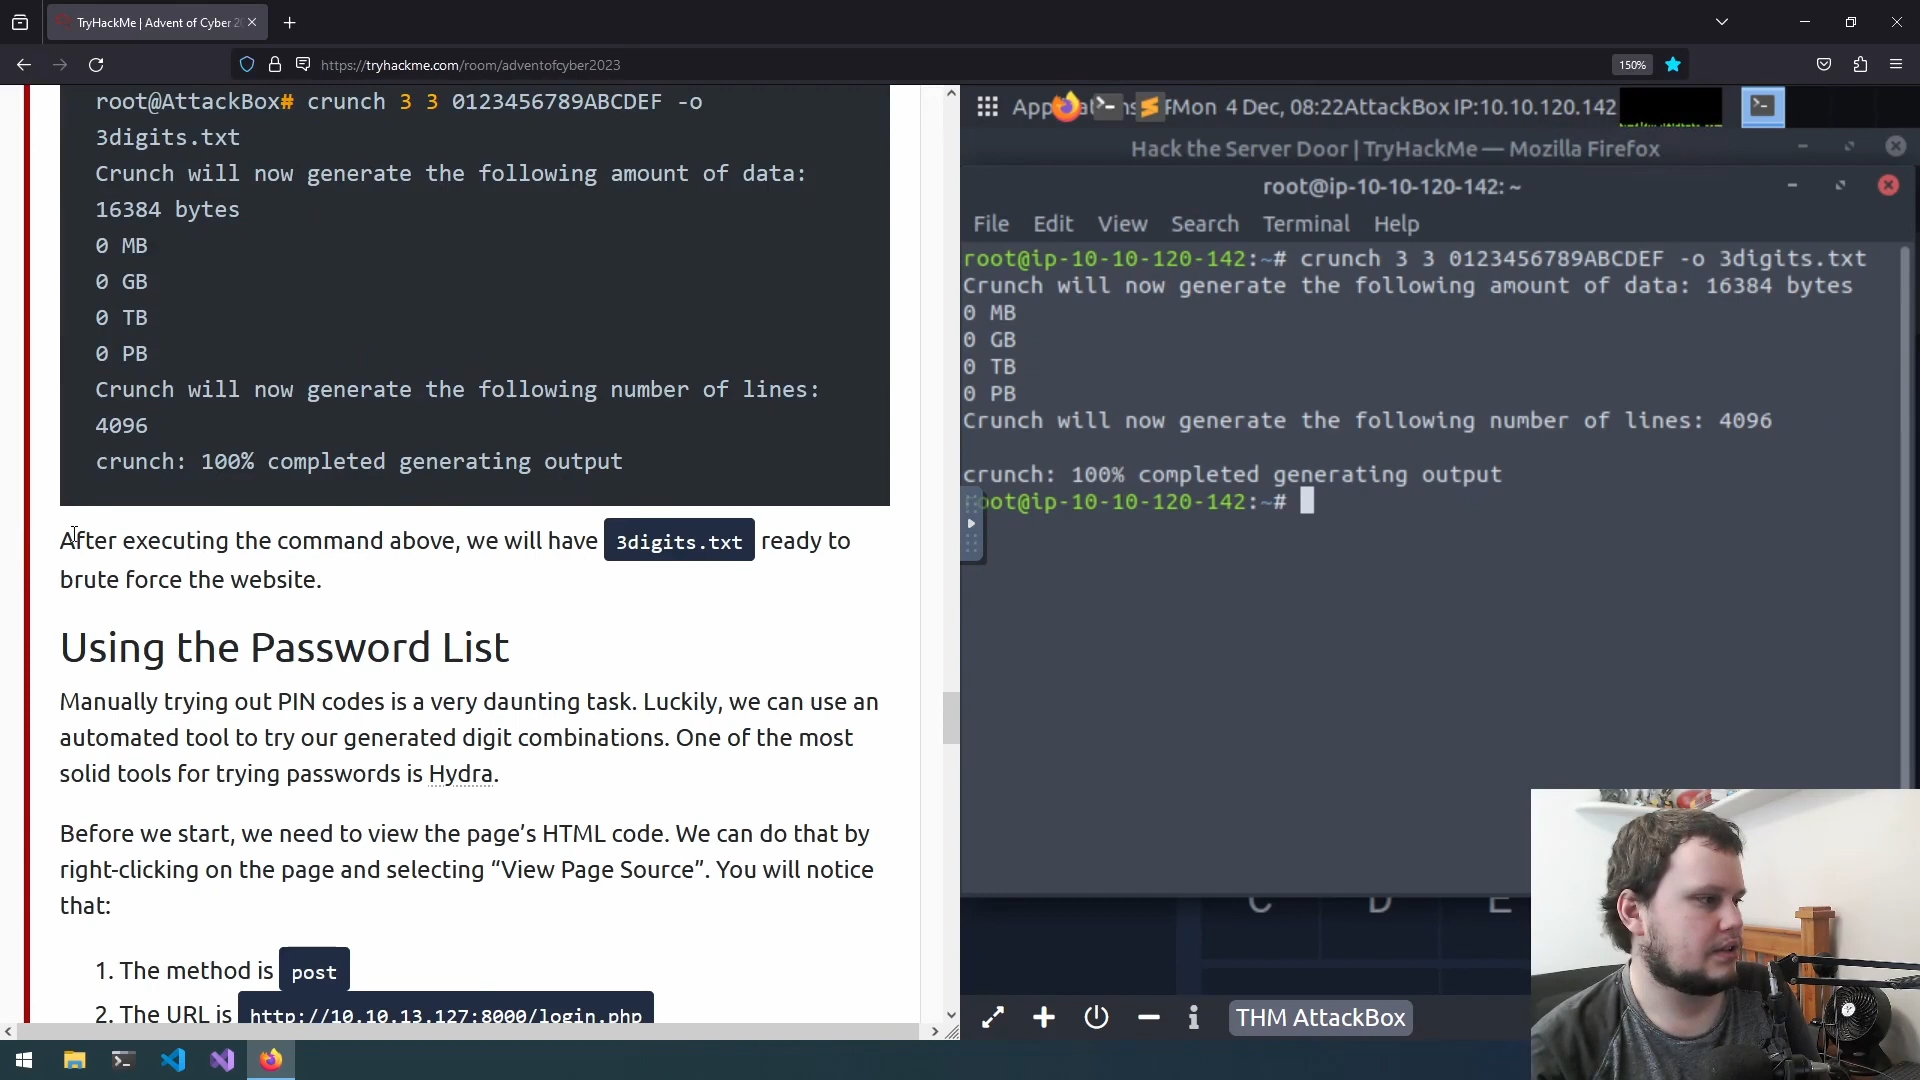 TryHackMe | Advent of Cyber 2
https://tryhackme.com/room/adventofcyber2023
150%
root@AttackBox# crunch 3 3 0123456789ABCDEF -o
3digits.txt
Crunch will now generate the following amount of data:
16384 bytes
0 MB
0 GB
0 TB
0 PB
Crunch will now generate the following number of lines:
4096
crunch: 100% completed generating output
After executing the command above, we will have 3digits.txt ready to
brute force the website.
Using the Password List
Manually trying out PIN codes is a very daunting task. Luckily, we can use an
automated tool to try our generated digit combinations. One of the most
solid tools for trying passwords is Hydra.
Before we start, we need to view the page’s HTML code. We can do that by
right-clicking on the page and selecting “View Page Source”. You will notice
that:
1. The method is post
2. The URL is http://10.10.13.127:8000/login.php
Mon 4 Dec, 08:22 AttackBox IP:10.10.120.142
Hack the Server Door | TryHackMe — Mozilla Firefox
root@ip-10-10-120-142: ~
File Edit View Search Terminal Help
root@ip-10-10-120-142:~# crunch 3 3 0123456789ABCDEF -o 3digits.txt
Crunch will now generate the following amount of data: 16384 bytes
0 MB
0 GB
0 TB
0 PB
Crunch will now generate the following number of lines: 4096
crunch: 100% completed generating output
root@ip-10-10-120-142:~#
C D E
THM AttackBox